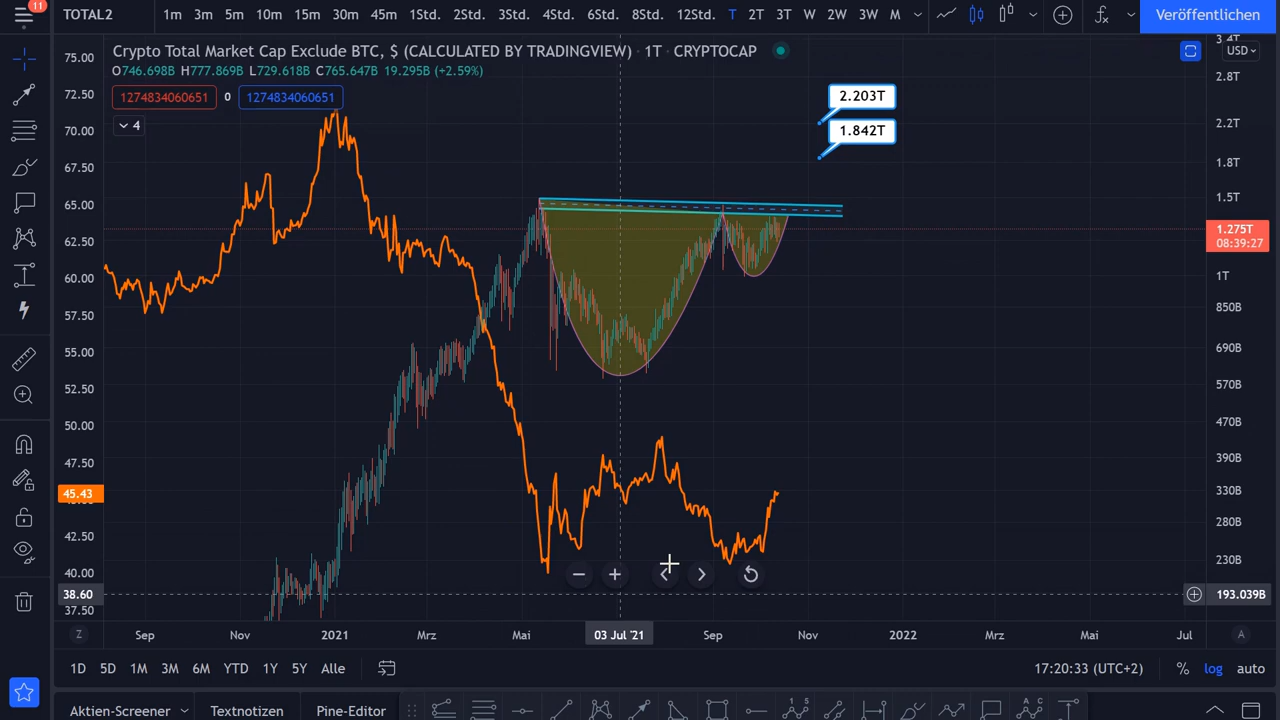 11
1m 3m 5m 10m 15m 30m 45m 1Std. 2Std. 3Std. 4Std. 6Std. 8Std. 12Std. T 2T 3T W 2W 3W M Veröffentlichen
Crypto Total Market Cap Exclude BTC, $ (CALCULATED BY TRADINGVIEW) · 1T · CRYPTOCAP
USD
O746.698B H777.869B L729.618B C765.647B 19.295B (+2.59%)
1274834060651 0 1274834060651
4
TOTAL2
75.00
72.50
70.00
67.50
65.00
62.50
60.00
57.50
55.00
52.50
50.00
47.50
45.43
42.50
40.00
38.60
37.50
2.203T
1.842T
3.4T
2.8T
2.2T
1.8T
1.5T
1.275T
08:39:27
1T
850B
690B
570B
470B
390B
330B
280B
230B
193.039B
Z Sep Nov 2021 Mrz Mai 03 Jul '21 Sep Nov 2022 Mrz Mai Jul A
1D 5D 1M 3M 6M YTD 1Y 5Y Alle 17:20:33 (UTC+2) % log auto
Aktien-Screener Textnotizen Pine-Editor